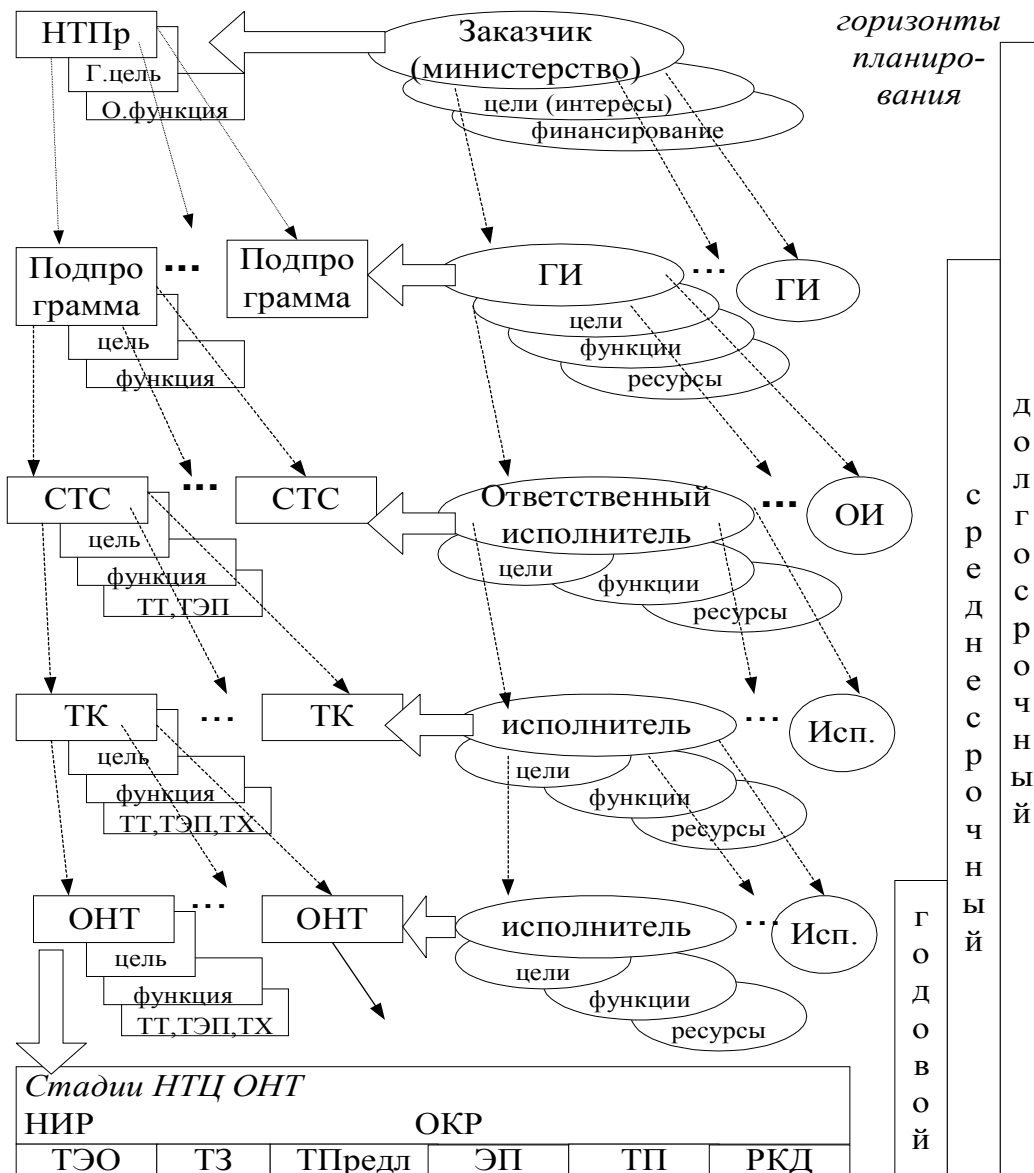 НТПр
Г.цель
О.функция
Заказчик
(министерство)
цели (интересы)
финансирование
горизонты
планиро-
вания
Подпро
грамма
цель
функция
...
Подпро
грамма
ГИ
цели
функции
ресурсы
...
ГИ
СТС
цель
функция
ТТ,ТЭП
...
СТС
Ответственный
исполнитель
цели
функции
ресурсы
...
ОИ
ТК
цель
функция
ТТ,ТЭП,ТХ
...
ТК
исполнитель
цели
функции
ресурсы
...
Исп.
ОНТ
цель
функция
ТТ,ТЭП,ТХ
...
ОНТ
исполнитель
цели
функции
ресурсы
...
Исп.
годовой
среднесрочный
долгосрочный
Стадии НТЦ ОНТ
НИР ОКР
ТЭО ТЗ ТПредл ЭП ТП РКД